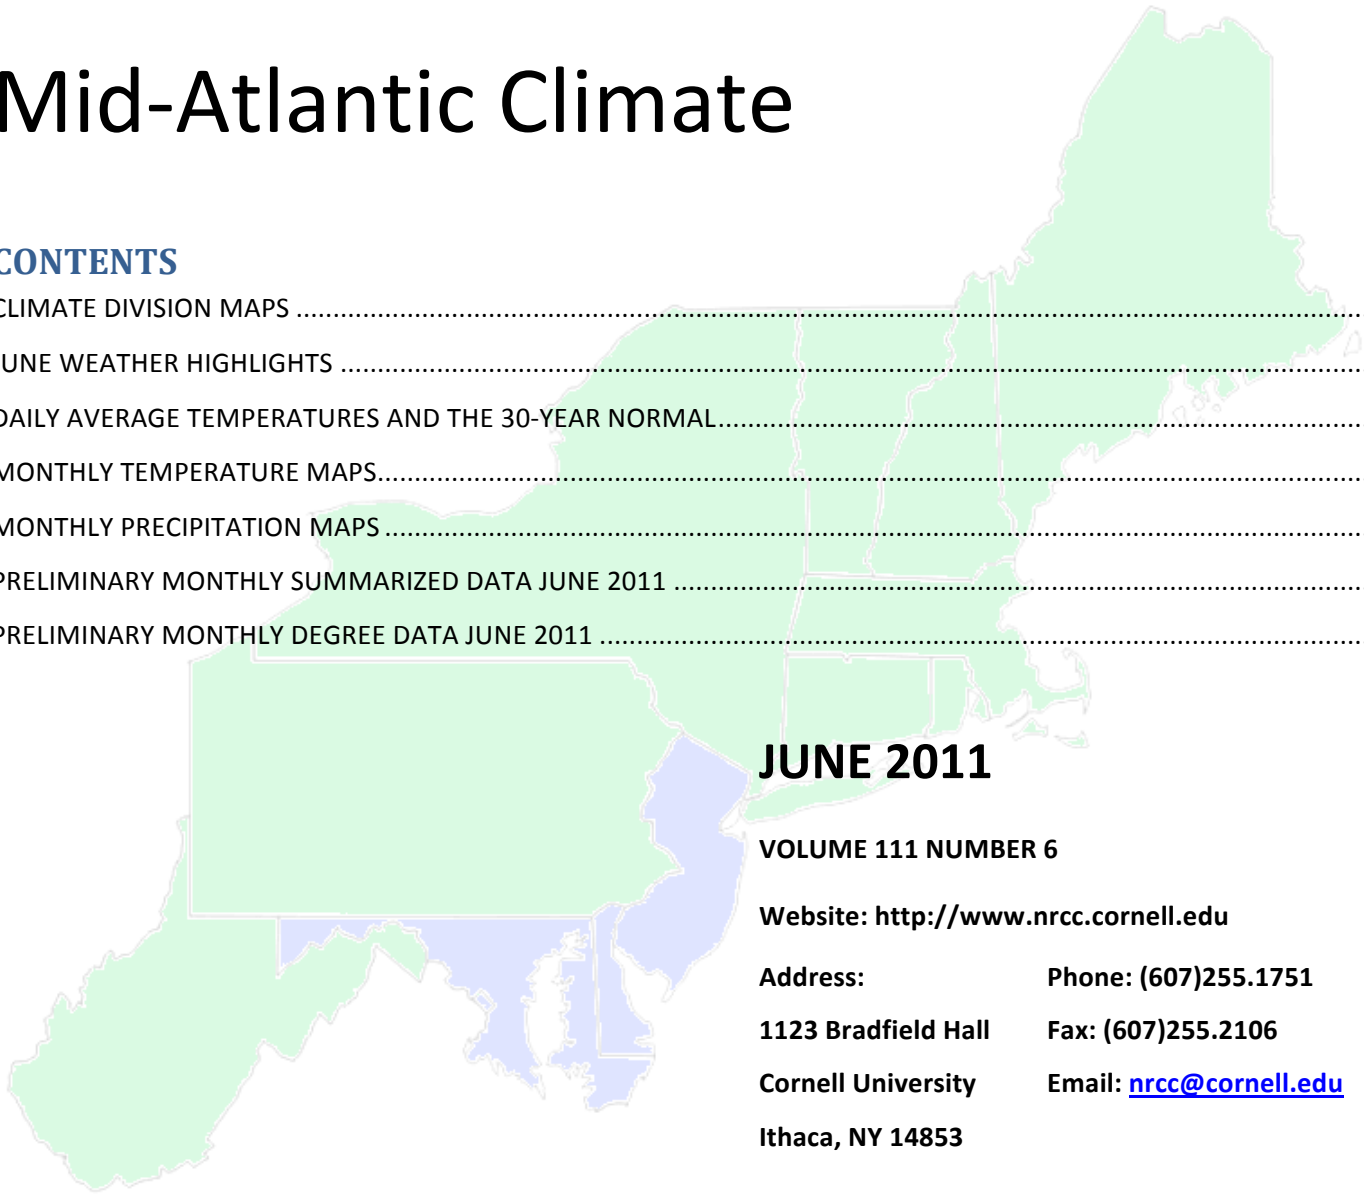 Mid-Atlantic Climate
CONTENTS
CLIMATE DIVISION MAPS ..........................................................................................................................................
JUNE WEATHER HIGHLIGHTS ..........................................................................................................................................
DAILY AVERAGE TEMPERATURES AND THE 30-YEAR NORMAL..............................................................................
MONTHLY TEMPERATURE MAPS..............................................................................................................................
MONTHLY PRECIPITATION MAPS ..............................................................................................................................
PRELIMINARY MONTHLY SUMMARIZED DATA JUNE 2011 ......................................................................................
PRELIMINARY MONTHLY DEGREE DATA JUNE 2011 ................................................................................................
JUNE 2011
VOLUME 111 NUMBER 6
Website: http://www.nrcc.cornell.edu
Address: Phone: (607)255.1751
1123 Bradfield Hall Fax: (607)255.2106
Cornell University Email: nrcc@cornell.edu
Ithaca, NY 14853